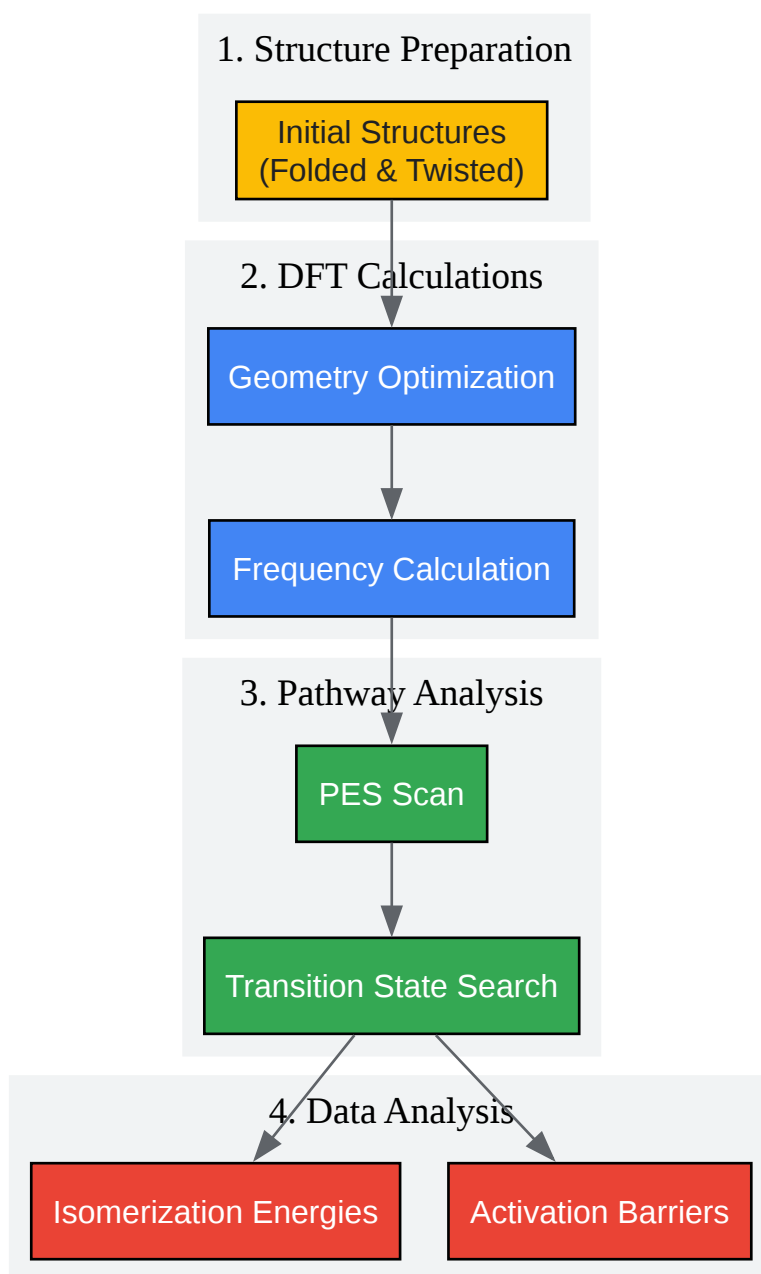 1. Structure Preparation
Initial Structures
(Folded & Twisted)
2. DFT Calculations
Geometry Optimization
Frequency Calculation
3. Pathway Analysis
PES Scan
Transition State Search
4. Data Analysis
Isomerization Energies
Activation Barriers